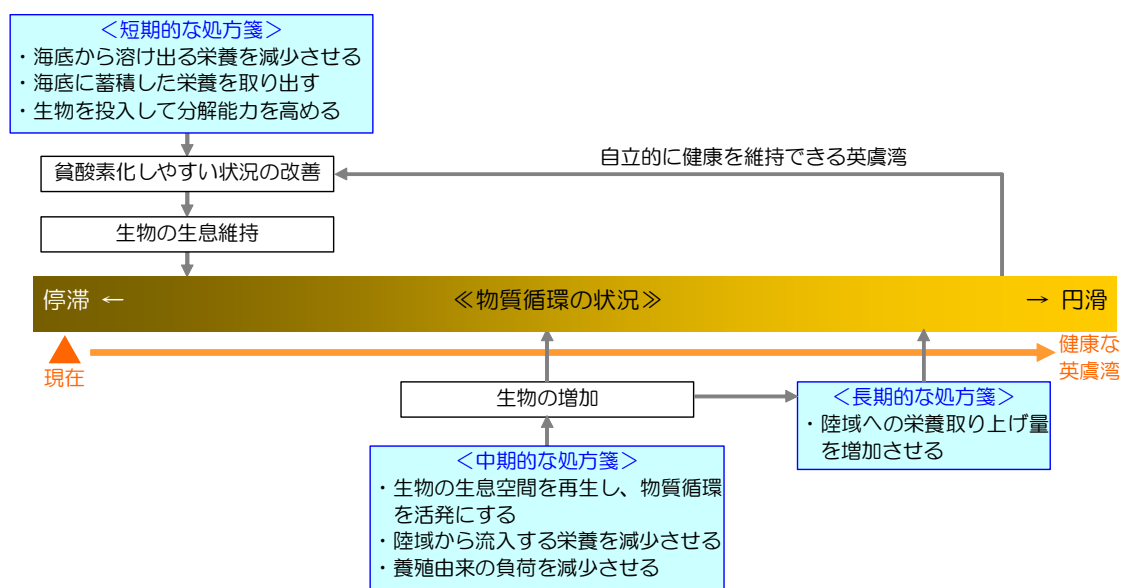 ＜短期的な処方箋＞
・海底から溶け出る栄養を減少させる
・海底に蓄積した栄養を取り出す
・生物を投入して分解能力を高める
貧酸素化しやすい状況の改善
自立的に健康を維持できる英虞湾
生物の生息維持
停滞 ←
≪物質循環の状況≫
→ 円滑
現在
健康な
英虞湾
生物の増加
＜長期的な処方箋＞
・陸域への栄養取り上げ量
を増加させる
＜中期的な処方箋＞
・生物の生息空間を再生し、物質循環
を活発にする
・陸域から流入する栄養を減少させる
・養殖由来の負荷を減少させる